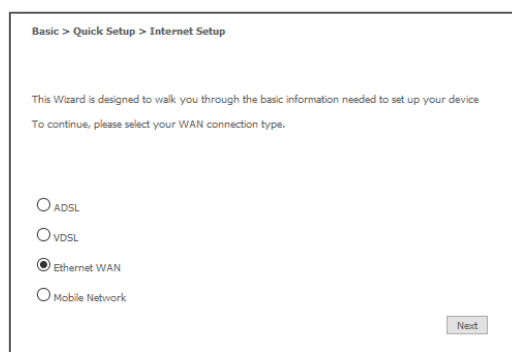 Basic > Quick Setup > Internet Setup
This Wizard is designed to walk you through the basic information needed to set up your device
To continue, please select your WAN connection type.
ADSL
VDSL
Ethernet WAN
Mobile Network
Next